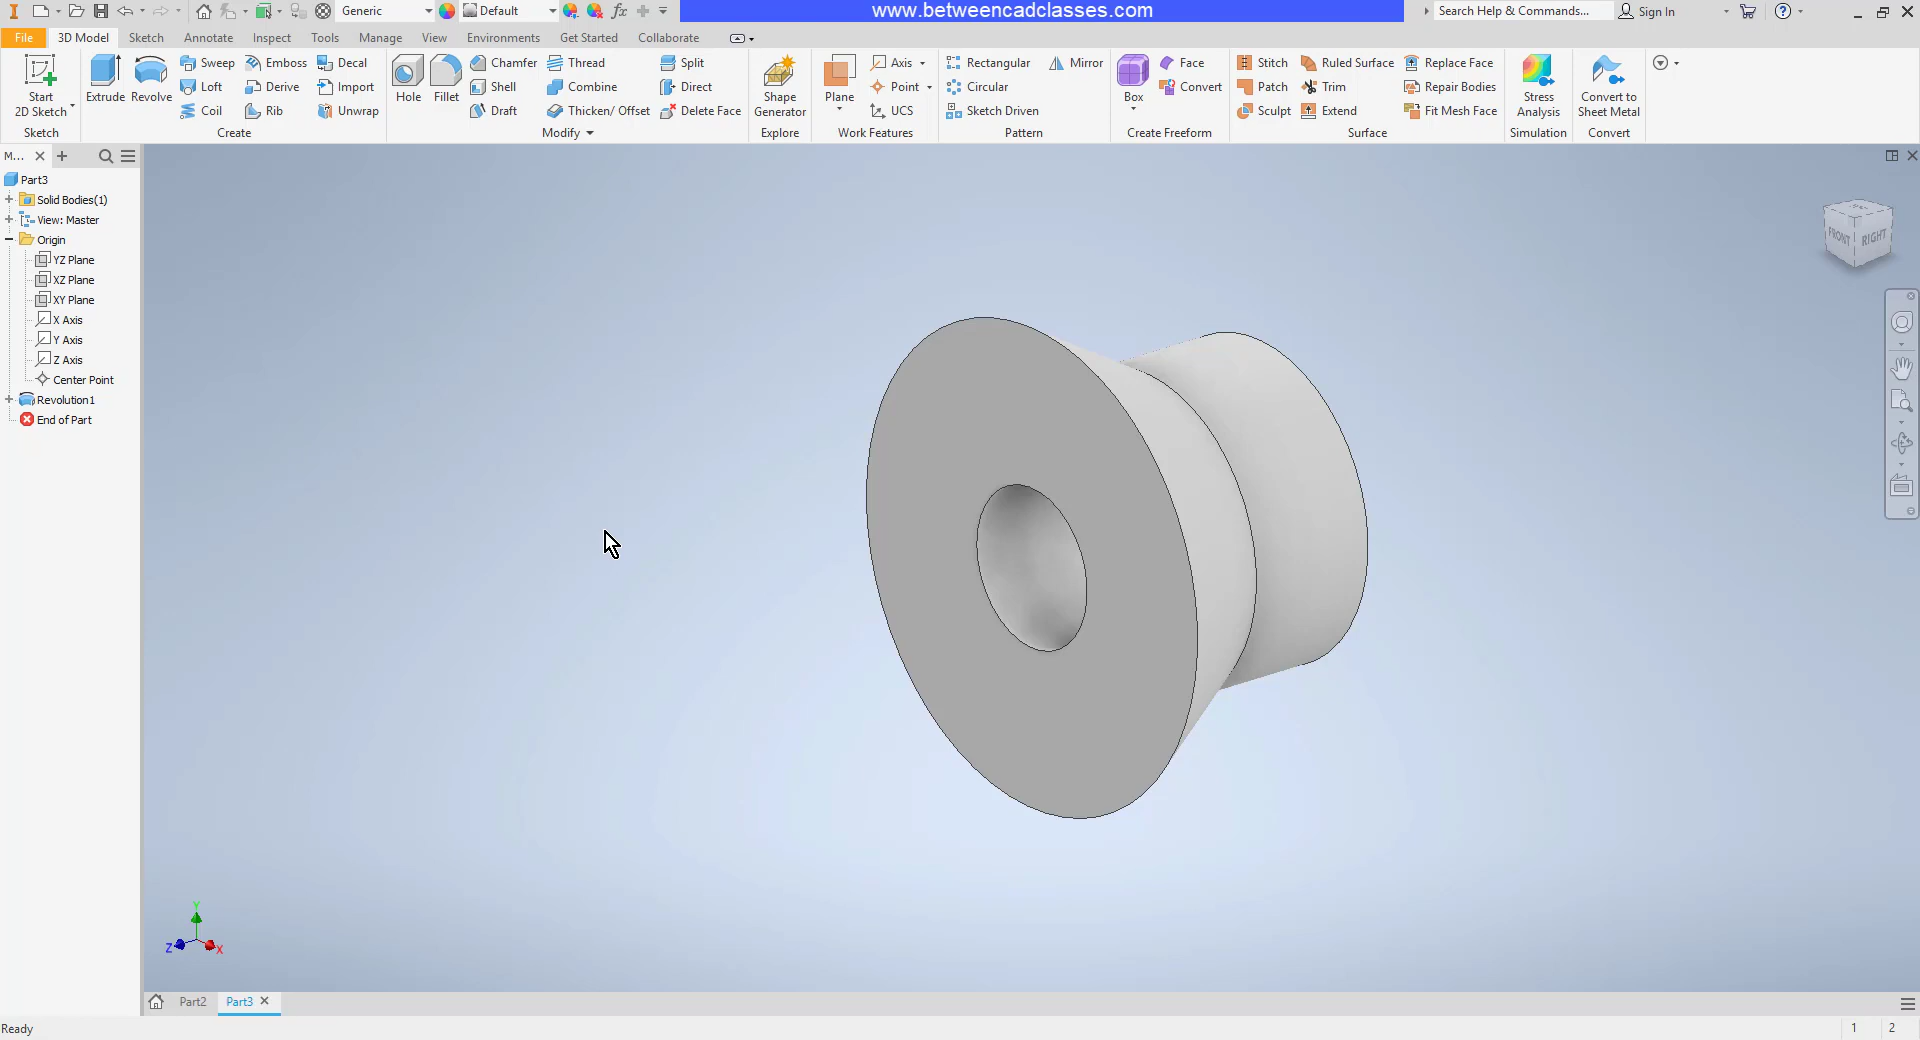 Generic
Default
fx
www.betweencadclasses.com
Search Help & Commands...
Sign In
File
3D Model
Sketch
Annotate
Inspect
Tools
Manage
View
Environments
Get Started
Collaborate
Start
2D Sketch
Extrude
Revolve
Sweep
Loft
Coil
Emboss
Derive
Rib
Decal
Import
Unwrap
Hole
Fillet
Chamfer
Shell
Draft
Thread
Combine
Thicken/ Offset
Split
Direct
Delete Face
Shape
Generator
Plane
Axis
Point
UCS
Rectangular
Circular
Sketch Driven
Mirror
Box
Face
Convert
Stitch
Patch
Sculpt
Ruled Surface
Trim
Extend
Replace Face
Repair Bodies
Fit Mesh Face
Stress
Analysis
Convert to
Sheet Metal
Sketch
Create
Modify
Explore
Work Features
Pattern
Create Freeform
Surface
Simulation
Convert
M...
Part3
Solid Bodies(1)
View: Master
Origin
YZ Plane
XZ Plane
XY Plane
X Axis
Y Axis
Z Axis
Center Point
Revolution1
End of Part
FRONT
RIGHT
Y
Z
X
Part2
Part3
Ready
1
2